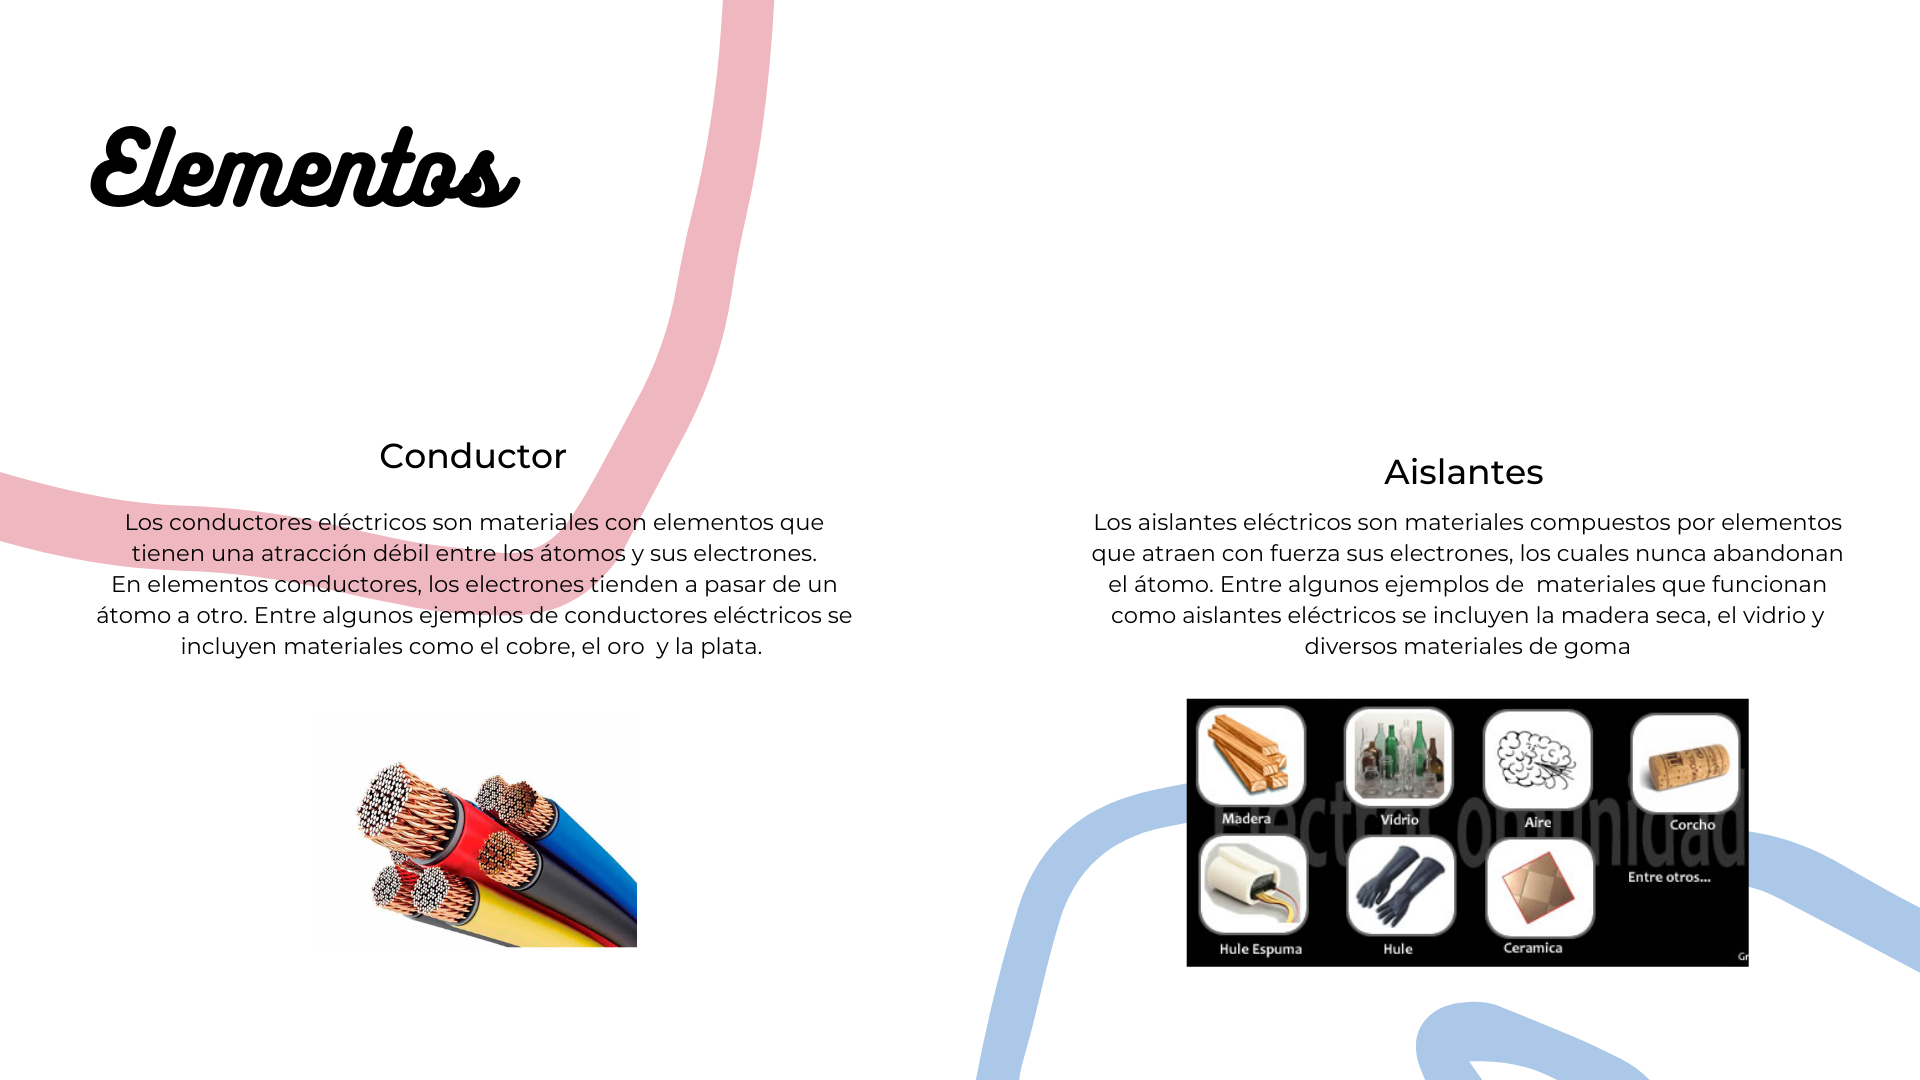 Elementos
Conductor
Los conductores eléctricos son materiales con elementos que
tienen una atracción débil entre los átomos y sus electrones.
En elementos conductores, los electrones tienden a pasar de un
átomo a otro. Entre algunos ejemplos de conductores eléctricos se
incluyen materiales como el cobre, el oro  y la plata.
Aislantes
Los aislantes eléctricos son materiales compuestos por elementos
que atraen con fuerza sus electrones, los cuales nunca abandonan
el átomo. Entre algunos ejemplos de  materiales que funcionan
como aislantes eléctricos se incluyen la madera seca, el vidrio y
diversos materiales de goma
Madera
Vidrio
Aire
Corcho
Entre otros...
Hule Espuma
Hule
Ceramica